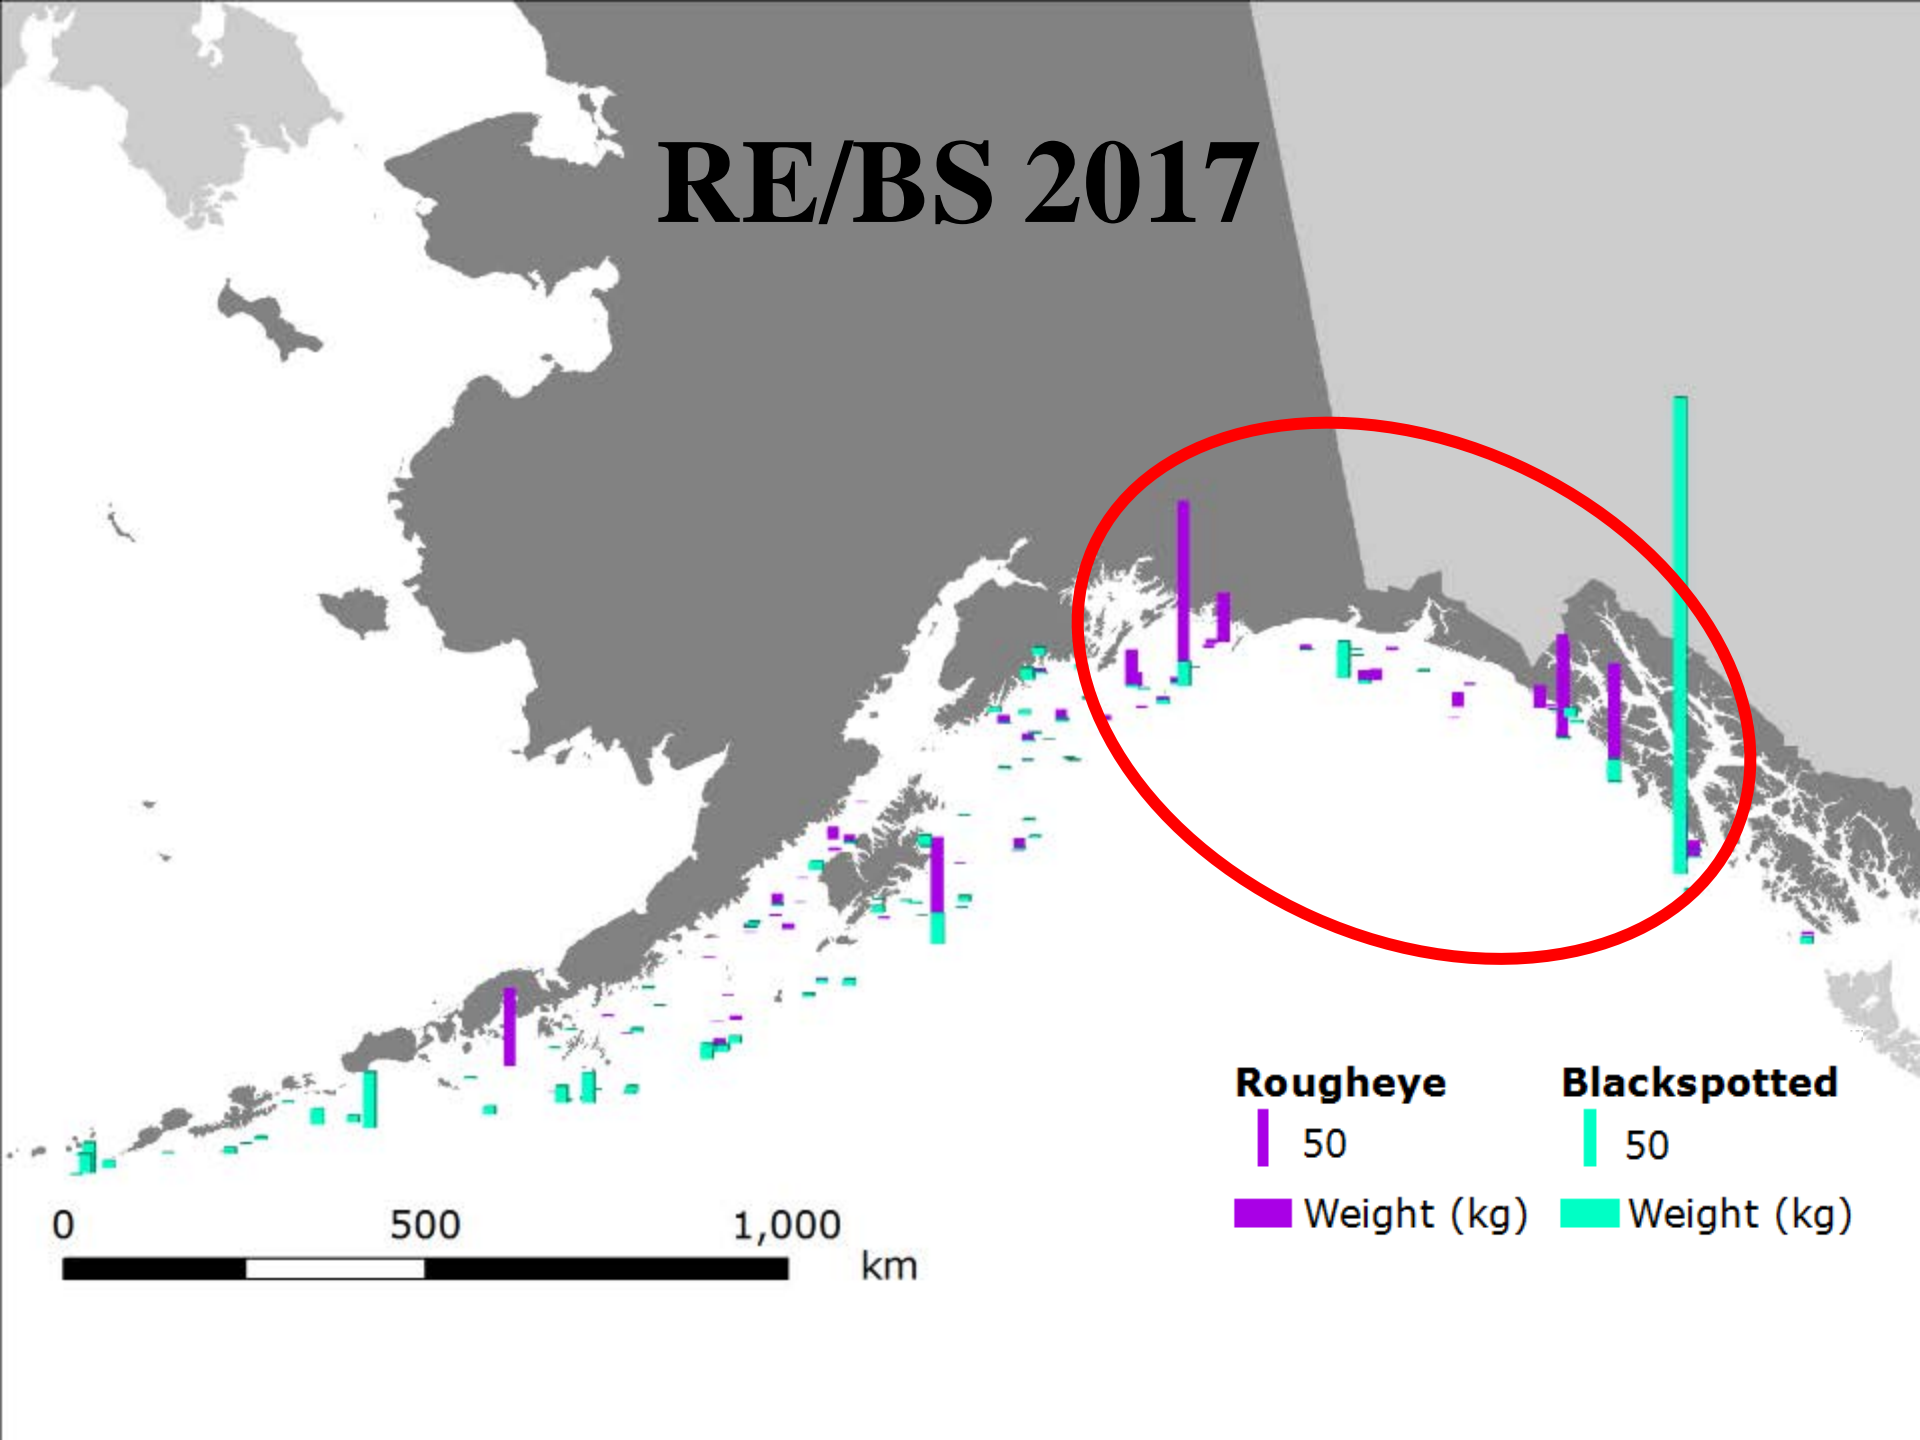 RE/BS 2017
Rougheye
Blackspotted
50
50
Weight (kg)
Weight (kg)
0
500
1,000
km